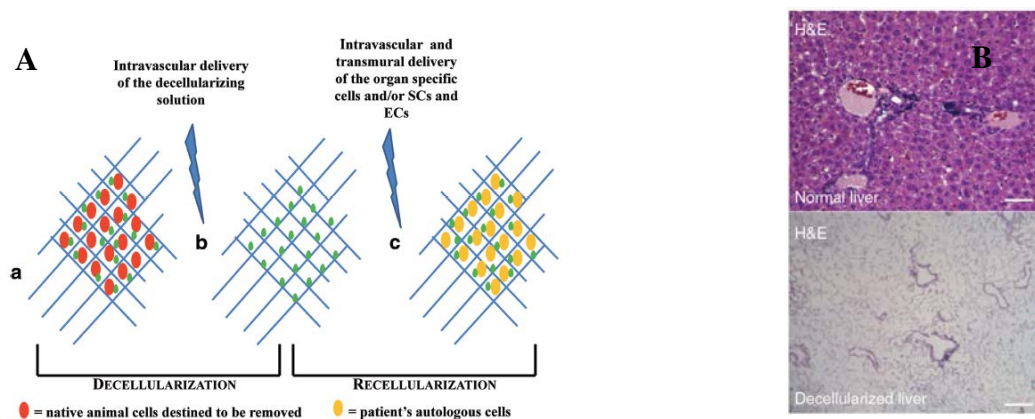 A
Intravascular delivery
of the decellularizing
solution
Intravascular and
transmural delivery
of the organ specific
cells and/or SCs and
ECs
a
b
c
DECELLULARIZATION
RECELLULARIZATION
= native animal cells destined to be removed
= patient's autologous cells
B
H&E
Normal liver
H&E
Decellularized liver